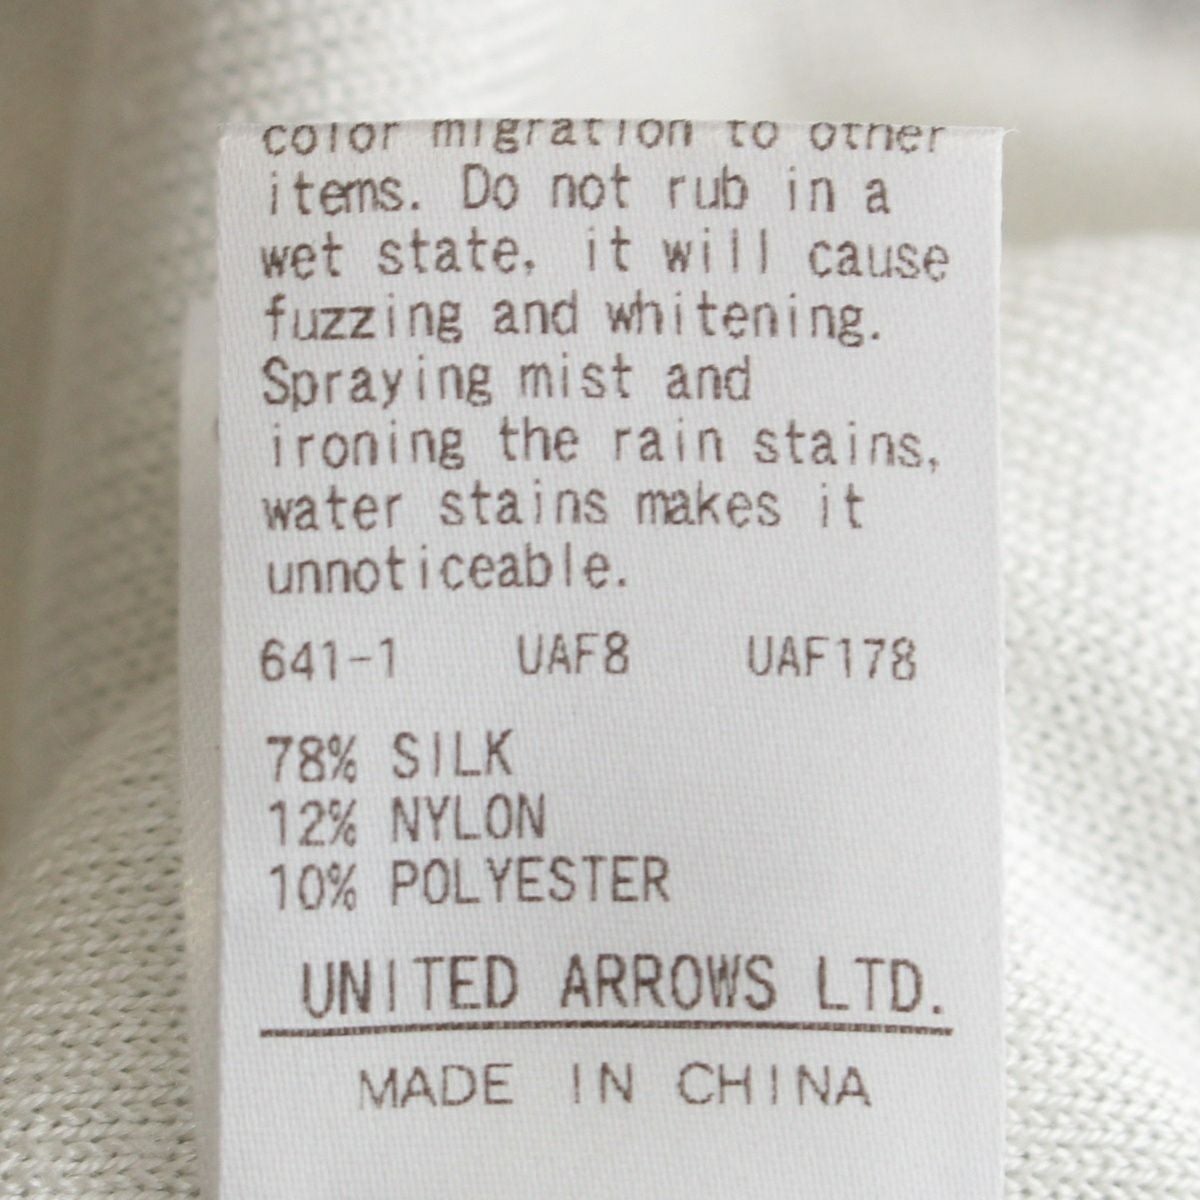 color migration to other
items. Do not rub in a
wet state, it will cause
fuzzing and whitening.
Spraying mist and
ironing the rain stains,
water stains makes it
unnoticeable.
641-1 UAF8 UAF178
78% SILK
12% NYLON
10% POLYESTER
UNITED ARROWS LTD.
MADE IN CHINA